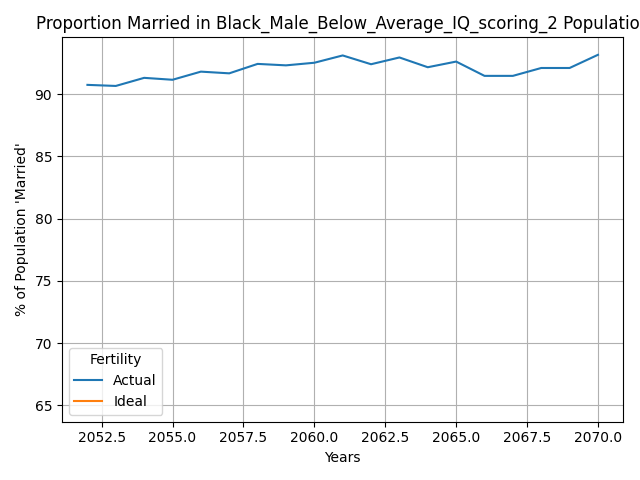 Proportion Married in Black_Male_Below_Average_IQ_scoring_2 Populatio
% of Population 'Married'
90
85
80
75
70
65
Fertility
Actual
Ideal
2052.5 2055.0 2057.5 2060.0 2062.5 2065.0 2067.5 2070.0
Years